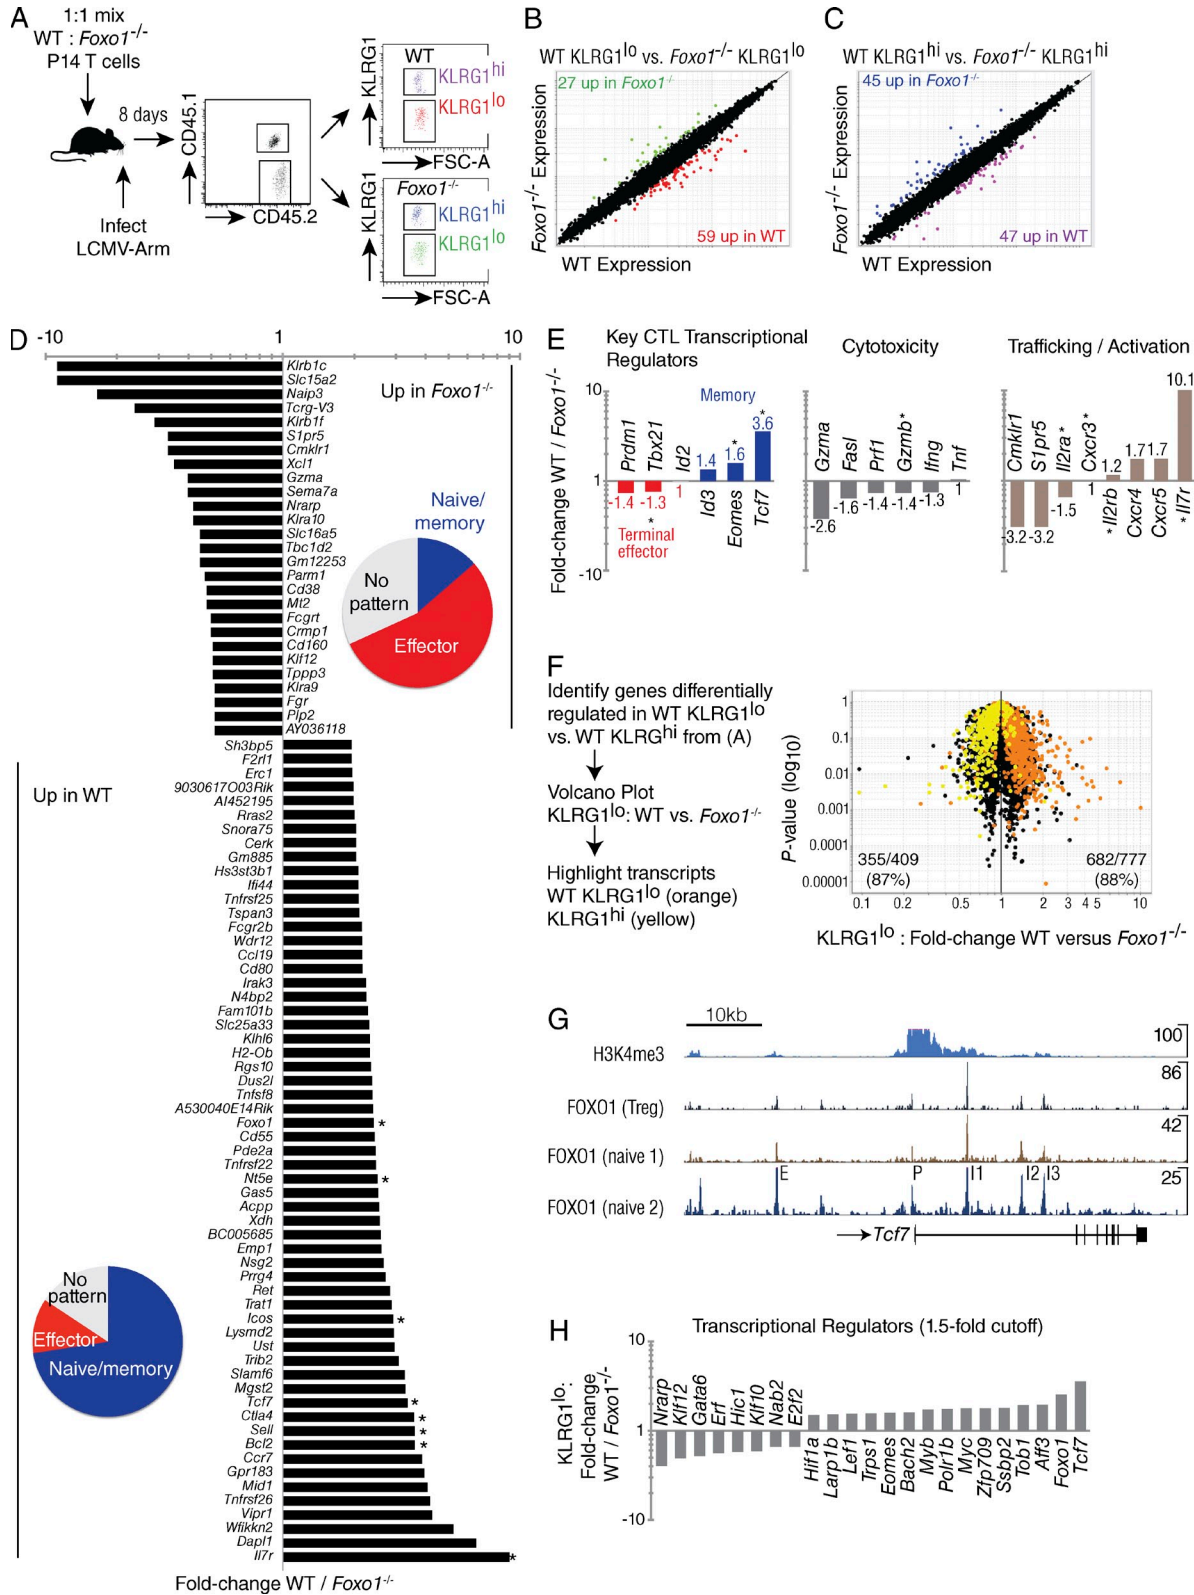 A
1:1 mix
WT : Foxo1-/-
P14 T cells
8 days
Infect
LCMV-Arm
CD45.1
CD45.2
KLRG1
WT
KLRG1hi
KLRG1lo
FSC-A
KLRG1
Foxo1-/-
KLRG1hi
KLRG1lo
FSC-A
B
WT KLRG1lo vs. Foxo1-/- KLRG1lo
27 up in Foxo1-/-
59 up in WT
Foxo1-/- Expression
WT Expression
C
WT KLRGhi vs. Foxo1-/- KLRGhi
45 up in Foxo1-/-
47 up in WT
Foxo1-/- Expression
WT Expression
D
-10 1 10
Klrb1c
Slc15a2
Naip3
Tcrg-V3
Klrb1f
S1pr5
Cmklr1
Xcl1
Gzma
Sema7a
Nrarp
Klra10
Slc16a5
Tbc1d2
Gm12253
Parm1
Cd38
Mt2
Fcgrt
Crmp1
Cd160
Klf12
Tppp3
Klra9
Fgr
Plp2
AY036118
Up in Foxo1-/-
Naive/
memory
No
pattern
Effector
Up in WT
Sh3bp5
F2rl1
Erc1
9030617O03Rik
AI452195
Rras2
Snora75
Cerk
Gm885
Hs3st3b1
Ifi44
Tnfrsf25
Tspan3
Fcgr2b
Wdr12
Ccl19
Cd80
Irak3
N4bp2
Fam101b
Slc25a33
Klhl6
H2-Ob
Rgs10
Dus2l
Tnfsf8
A530040E14Rik
Foxo1 *
Cd55
Pde2a
Tnfrsf22
Nt5e *
Gas5
Acpp
Xdh
BC005685
Emp1
Nsg2
Prrg4
Ret
Trat1
Icos *
Lysmd2
Ust
Trib2
Slamf6
Mgst2
Tcf7 *
Ctla4 *
Sell *
Bcl2 *
Ccr7
Gpr183
Mid1
Tnfrsf26
Vipr1
Wfikkn2
Dapl1
Il7r *
No
pattern
Effector
Naive/memory
Fold-change WT / Foxo1-/-
E
Key CTL Transcriptional
Regulators
Fold-change WT / Foxo1-/-
10
1
-10
Prdm1
Tbx21
Id2
Memory
-1.4 -1.3 1 1.4 1.6 3.6
* * *
Id3
Eomes
Tcf7
Terminal
effector
Cytotoxicity
Gzma
Fasl
Prf1
Gzmb*
Ifng
Tnf
-2.6 -1.6 -1.4 -1.4 -1.3 1
Trafficking / Activation
Cmklr1
S1pr5
Il2ra*
Cxcr3*
-3.2 -3.2 -1.5 1 1.2 1.7 1.7 10.1
* Il2rb
Cxcr4
Cxcr5
* Il7r
F
Identify genes differentially
regulated in WT KLRG1lo
vs. WT KLRGhi from (A)
Volcano Plot
KLRG1lo: WT vs. Foxo1-/-
Highlight transcripts
WT KLRG1lo (orange)
KLRG1hi (yellow)
P-value (log10)
1
0.1
0.01
0.001
0.0001
0.00001
355/409
(87%)
682/777
(88%)
0.1 0.2 0.5 1 2 3 4 5 10
KLRG1lo : Fold-change WT versus Foxo1-/-
G
10kb
H3K4me3 100
FOXO1 (Treg) 86
FOXO1 (naive 1) 42
E P I1 I2 I3
FOXO1 (naive 2) 25
Tcf7
H
Transcriptional Regulators (1.5-fold cutoff)
KLRG1lo:
Fold-change
WT / Foxo1-/-
10
1
-10
Nrarp
Klf12
Gata6
Erf
Hic1
Klf10
Nab2
E2f2
Hif1a
Larp1b
Lef1
Trps1
Eomes
Bach2
Myb
Polr1b
Myc
Zfp709
Ssbp2
Tob1
Aff3
Foxo1
Tcf7